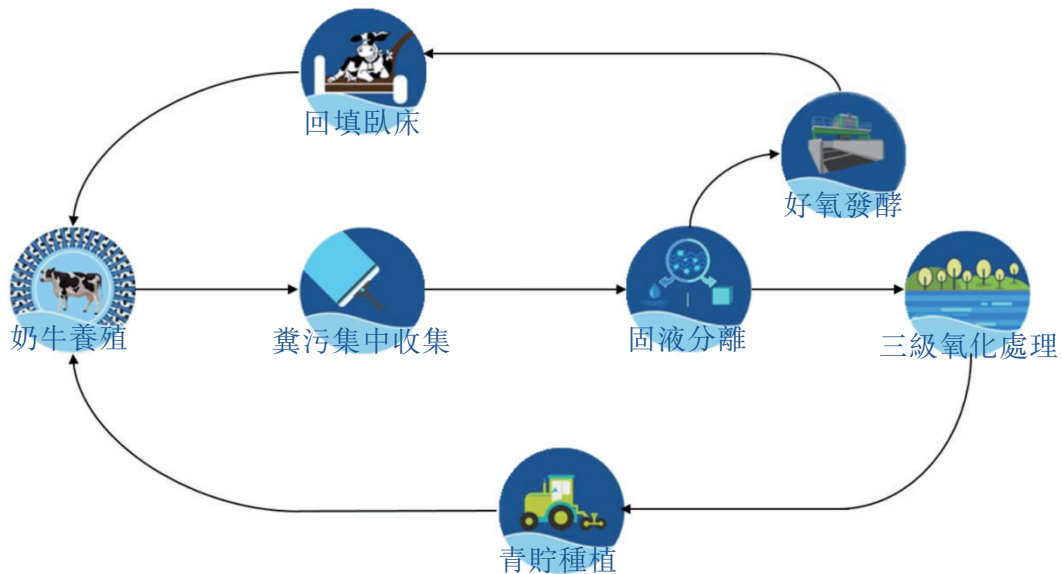 回填臥床
好氧發酵
奶牛養殖
糞污集中收集
固液分離
三級氧化處理
青貯種植